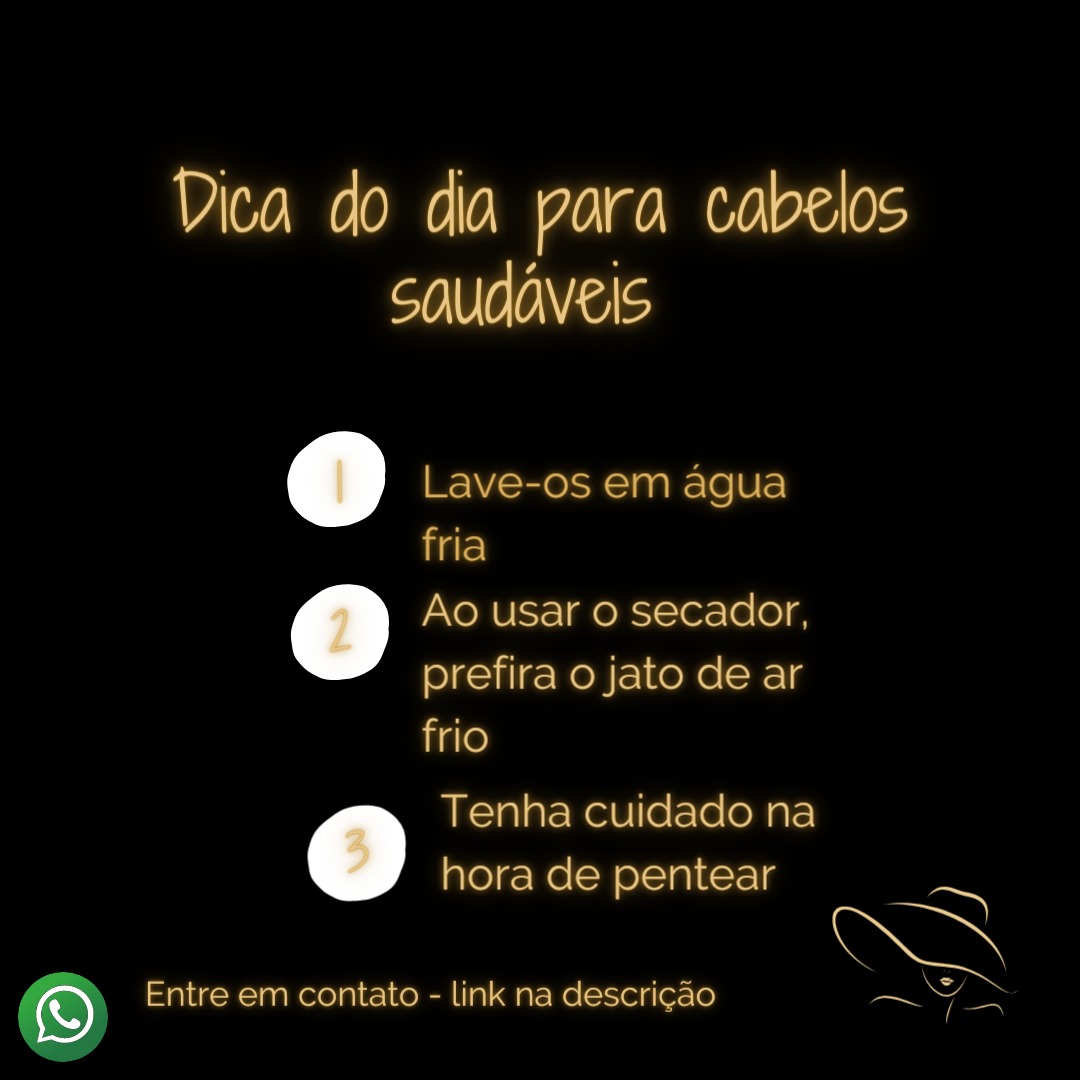 Dica do dia para cabelos
saudáveis
1
Lave-os em água
fria
2
Ao usar o secador,
prefira o jato de ar
frio
3
Tenha cuidado na
hora de pentear
Entre em contato - link na descrição